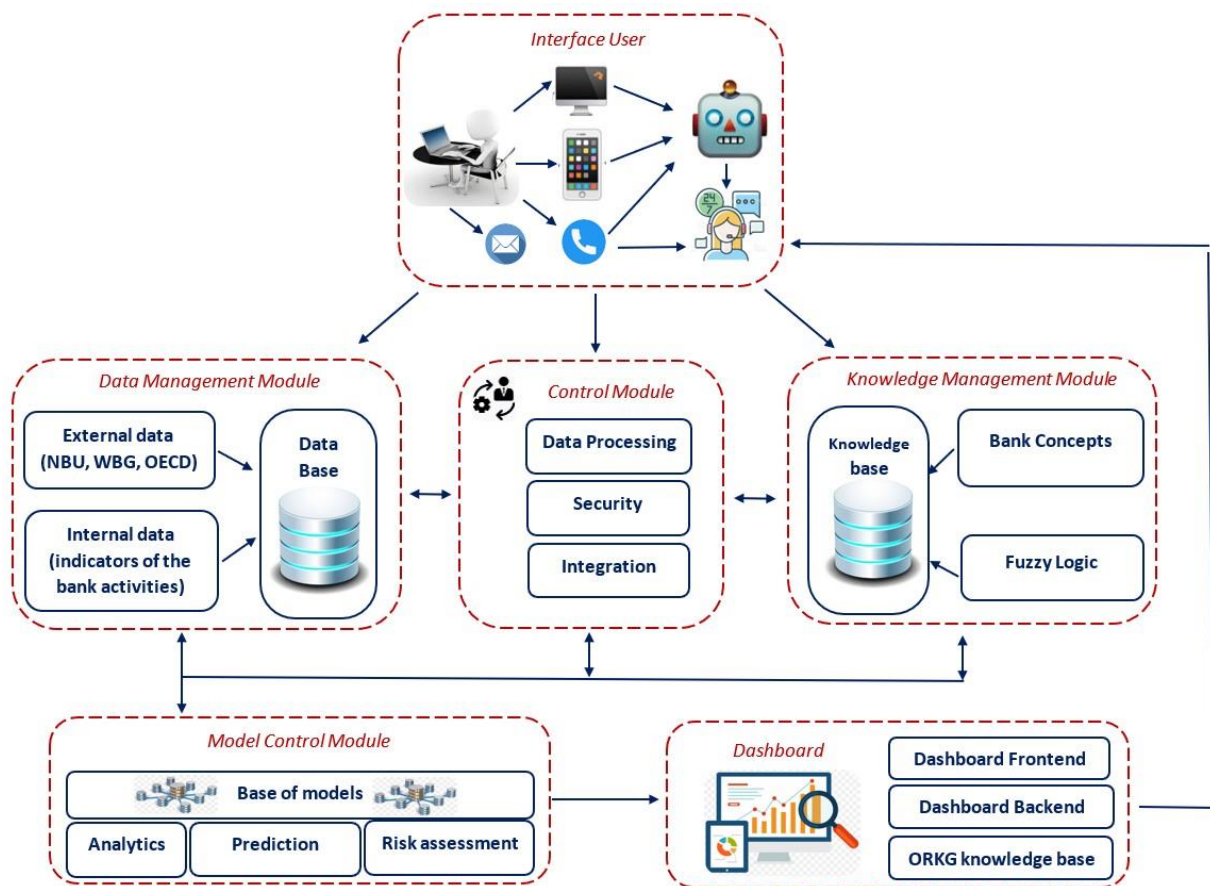 Interface User
24
7
Data Management Module
External data
(NBU, WBG, OECD)
Internal data
(indicators of the
bank activities)
Data
Base
Control Module
Data Processing
Security
Integration
Knowledge Management Module
Knowledge
base
Bank Concepts
Fuzzy Logic
Model Control Module
Base of models
Analytics
Prediction
Risk assessment
Dashboard
Dashboard Frontend
Dashboard Backend
ORKG knowledge base